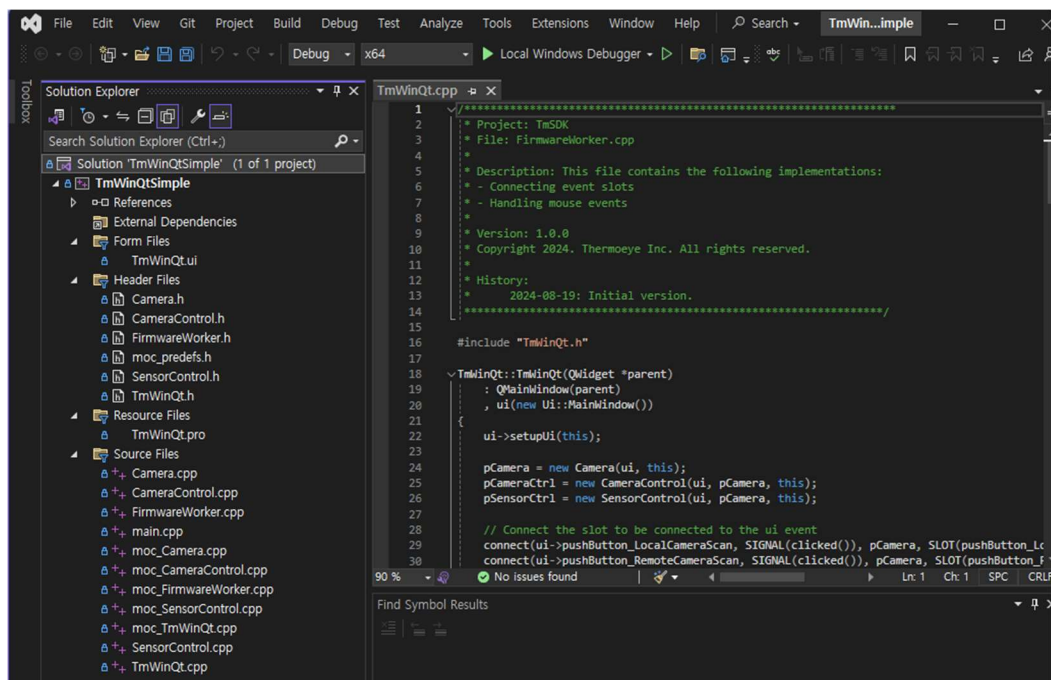 File Edit View Git Project Build Debug Test Analyze Tools Extensions Window Help Search TmWin...imple
Debug x64 Local Windows Debugger
Toolbox
Solution Explorer
Search Solution Explorer (Ctrl+;)
Solution 'TmWinQtSimple' (1 of 1 project)
TmWinQtSimple
References
External Dependencies
Form Files
TmWinQt.ui
Header Files
Camera.h
CameraControl.h
FirmwareWorker.h
moc_predefs.h
SensorControl.h
TmWinQt.h
Resource Files
TmWinQt.pro
Source Files
Camera.cpp
CameraControl.cpp
FirmwareWorker.cpp
main.cpp
moc_Camera.cpp
moc_CameraControl.cpp
moc_FirmwareWorker.cpp
moc_SensorControl.cpp
moc_TmWinQt.cpp
SensorControl.cpp
TmWinQt.cpp
TmWinQt.cpp
1 /******************************************************************
2 * Project: TmSDK
3 * File: FirmwareWorker.cpp
4 *
5 * Description: This file contains the following implementations:
6 * - Connecting event slots
7 * - Handling mouse events
8 *
9 * Version: 1.0.0
10 * Copyright 2024. Thermoeye Inc. All rights reserved.
11 *
12 * History:
13 *      2024-08-19: Initial version.
14 ****************************************************************/
15
16 #include "TmWinQt.h"
17
18 TmWinQt::TmWinQt(QWidget *parent)
19     : QMainWindow(parent)
20     , ui(new Ui::MainWindow())
21 {
22     ui->setupUi(this);
23
24     pCamera = new Camera(ui, this);
25     pCameraCtrl = new CameraControl(ui, pCamera, this);
26     pSensorCtrl = new SensorControl(ui, pCamera, this);
27
28     // Connect the slot to be connected to the ui event
29     connect(ui->pushButton_LocalCameraScan, SIGNAL(clicked()), pCamera, SLOT(pushButton_Lo
30     connect(ui->pushButton_RemoteCameraScan, SIGNAL(clicked()), pCamera, SLOT(pushButton_
90 % No issues found Ln: 1 Ch: 1 SPC CRLF
Find Symbol Results